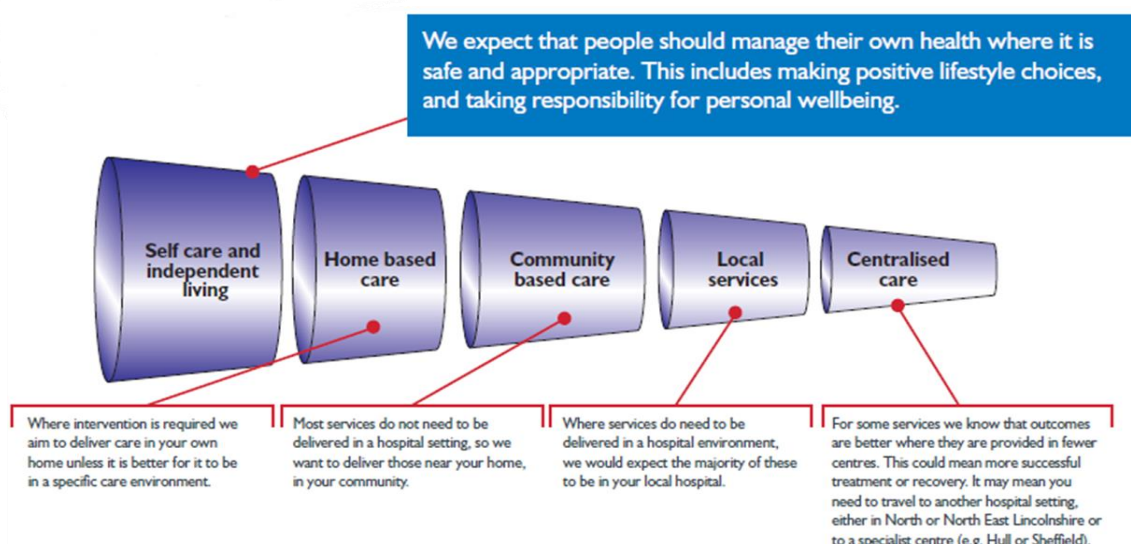 We expect that people should manage their own health where it is
safe and appropriate. This includes making positive lifestyle choices,
and taking responsibility for personal wellbeing.
Self care and
independent
living
Home based
care
Community
based care
Local
services
Centralised
care
Where intervention is required we
aim to deliver care in your own
home unless it is better for it to be
in a specific care environment.
Most services do not need to be
delivered in a hospital setting, so we
want to deliver those near your home,
in your community.
Where services do need to be
delivered in a hospital environment,
we would expect the majority of these
to be in your local hospital.
For some services we know that outcomes
are better where they are provided in fewer
centres. This could mean more successful
treatment or recovery. It may mean you
need to travel to another hospital setting,
either in North or North East Lincolnshire or
to a specialist centre (e.g. Hull or Sheffield).